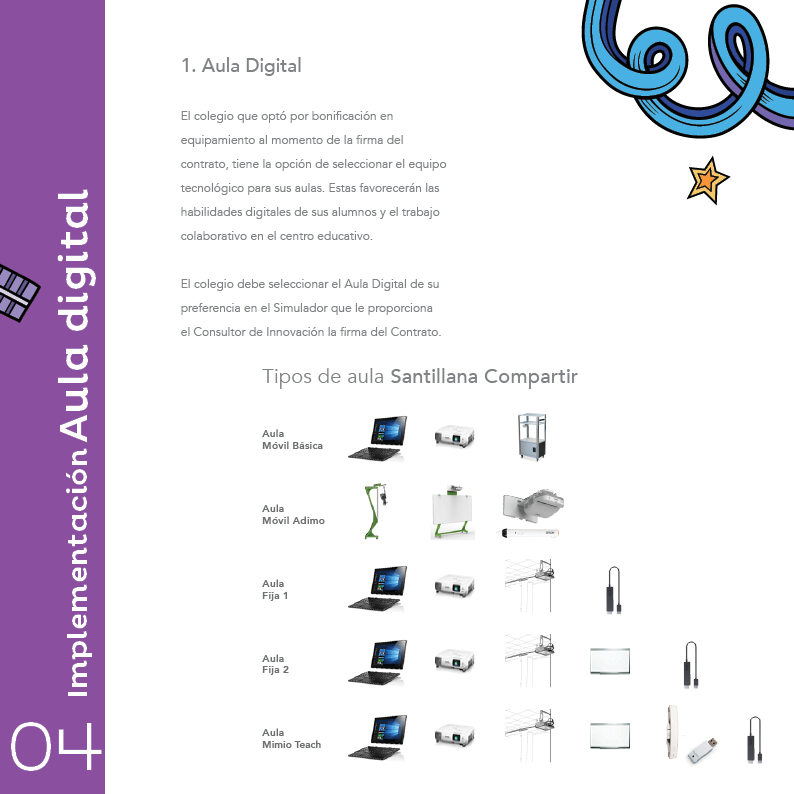 04
Implementación Aula digital
1. Aula Digital
El colegio que optó por bonificación en
equipamiento al momento de la firma del
contrato, tiene la opción de seleccionar el equipo
tecnológico para sus aulas. Estas favorecerán las
habilidades digitales de sus alumnos y el trabajo
colaborativo en el centro educativo.
El colegio debe seleccionar el Aula Digital de su
preferencia en el Simulador que le proporciona
el Consultor de Innovación la firma del Contrato.
Tipos de aula Santillana Compartir
Aula
Móvil Básica
Aula
Móvil Adimo
Aula
Fija 1
Aula
Fija 2
Aula
Mimio Teach